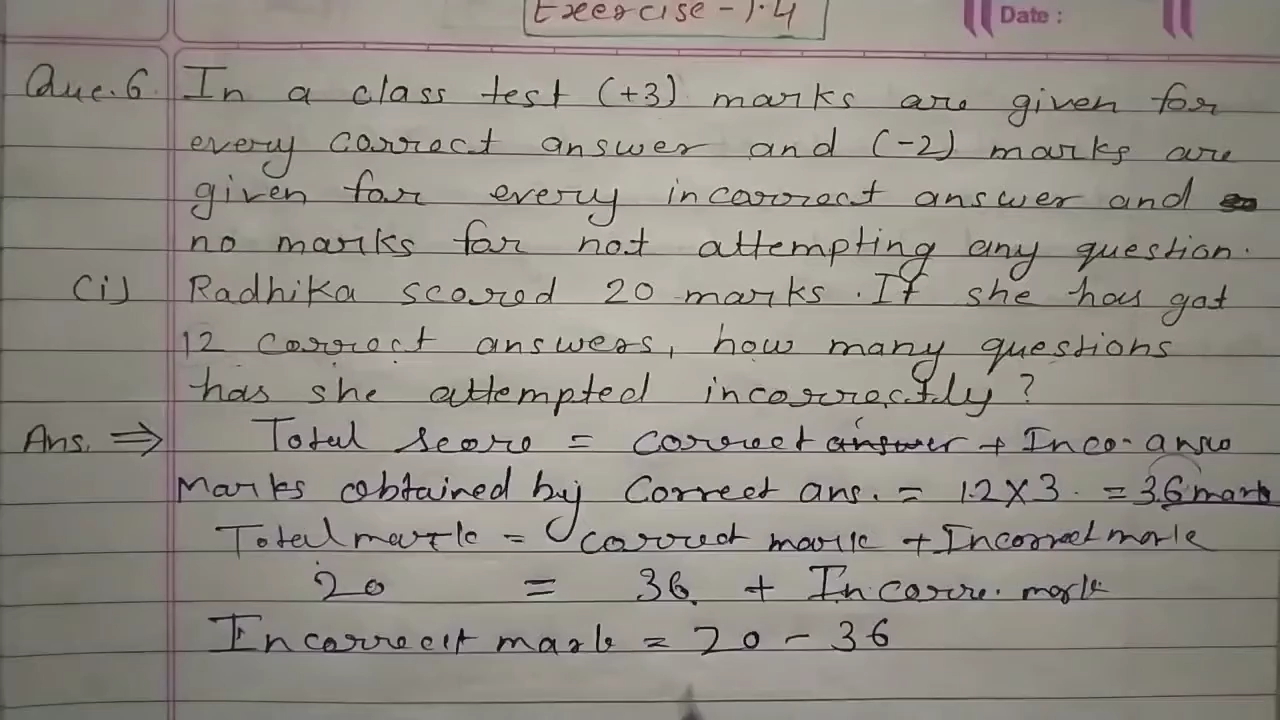 Exercise - 1.4
Date :
Que. 6 In a class test (+3) marks are given for
every correct answer and (-2) marks are
given for every incorrect answer and
no marks for not attempting any question.
(i) Radhika scored 20 marks. If she has got
12 correct answers, how many questions
has she attempted incorrectly?
Ans. ⇒ Total score = correct answer + Inco. answ
Marks obtained by correct ans. = 12 × 3 = 36 mark
Total mark = correct mark + Incorrect mark
20 = 36 + Incorre. mark
Incorrect mark = 20 - 36